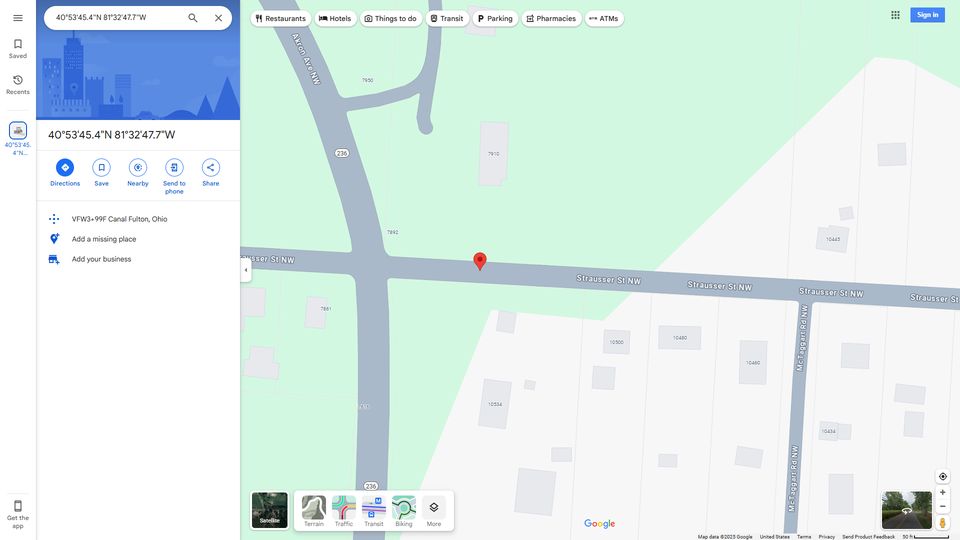 40°53'45.4"N 81°32'47.7"W
Restaurants
Hotels
Things to do
Transit
Parking
Pharmacies
ATMs
Sign in
Saved
Recents
40°53'45.
4"N...
40°53'45.4"N 81°32'47.7"W
Directions
Save
Nearby
Send to
phone
Share
VFW3+99F Canal Fulton, Ohio
Add a missing place
Add your business
Get the
app
Akron Ave NW
7950
236
7910
7892
10445
ausser St NW
Strausser St NW
Strausser St NW
Strausser St NW
Strausser St
7861
10500
10480
10460
McTaggart Rd NW
10534
10434
McTaggart Rd NW
236
Satellite
Terrain
Traffic
Transit
Biking
More
Google
Map data ©2025 Google
United States
Terms
Privacy
Send Product Feedback
50 ft